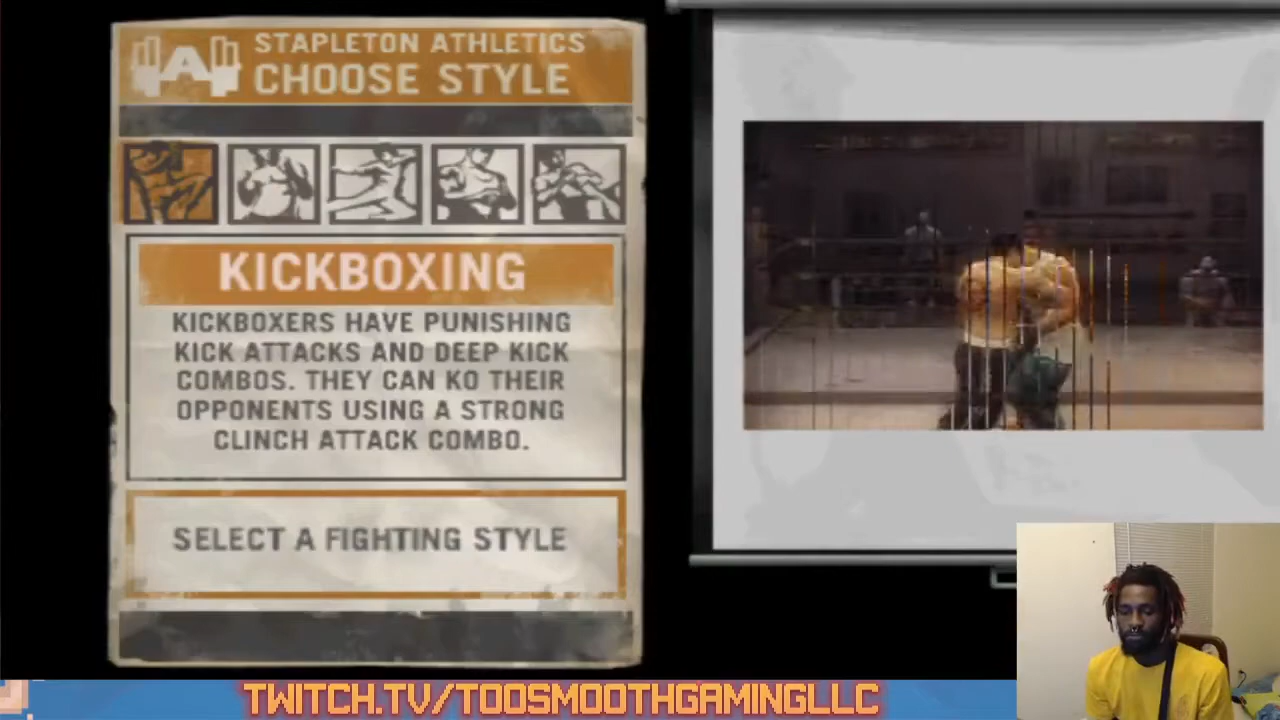 STAPLETON ATHLETICS
CHOOSE STYLE
KICKBOXING
KICKBOXERS HAVE PUNISHING
KICK ATTACKS AND DEEP KICK
COMBOS. THEY CAN KO THEIR
OPPONENTS USING A STRONG
CLINCH ATTACK COMBO.
SELECT A FIGHTING STYLE
TWITCH.TV/TOOSMOOTHGAMINGLLC